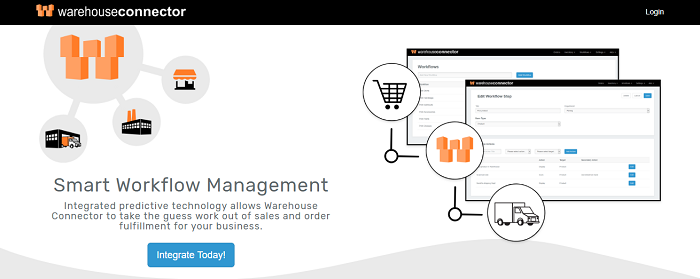 warehouseconnector
Login
warehouseconnector
Workflows
warehouseconnector
Edit Workflow Step
Smart Workflow Management
Integrated predictive technology allows Warehouse
Connector to take the guess work out of sales and order
fulfillment for your business.
Integrate Today!